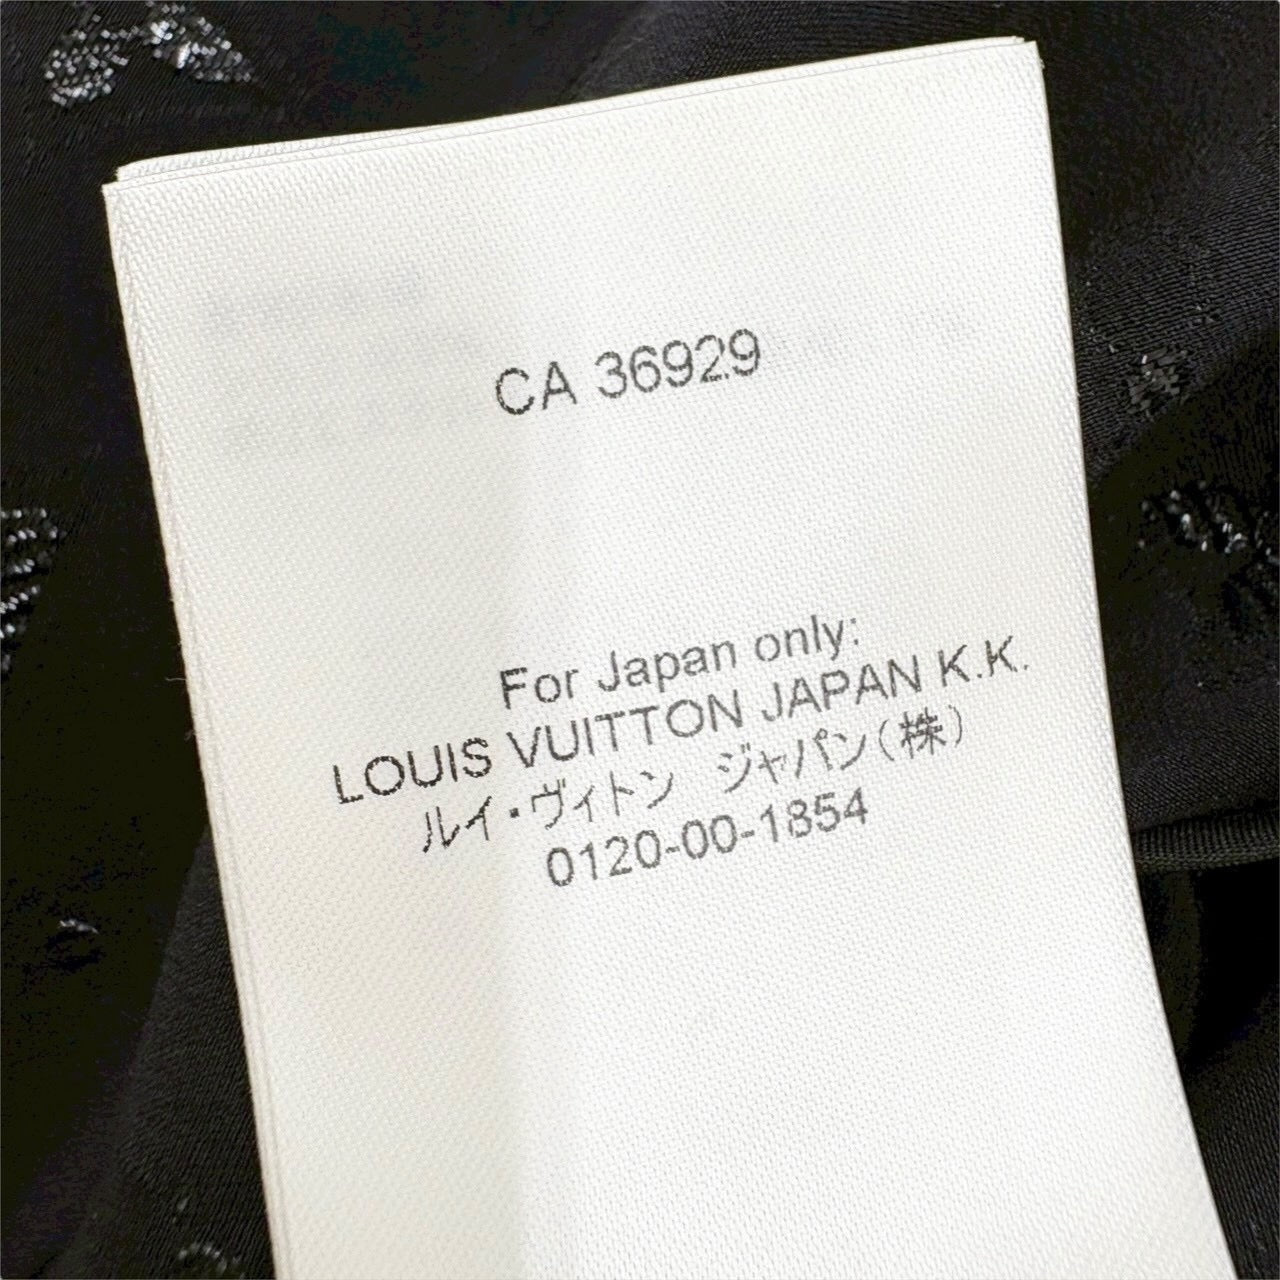 CA 36929
For Japan only:
LOUIS VUITTON JAPAN K.K.
ルイ・ヴィトン ジャパン(株)
0120-00-1854